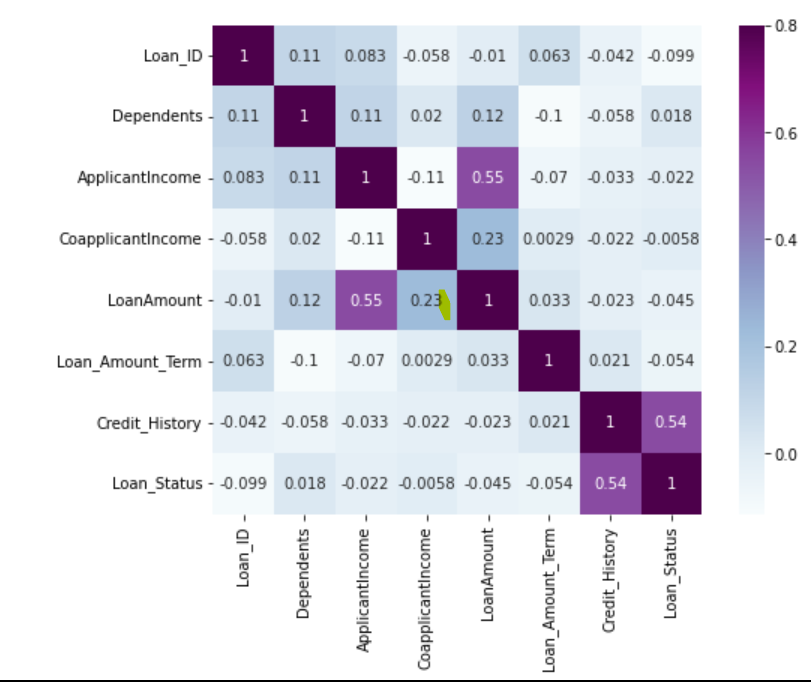 Loan_ID 1 0.11 0.083 -0.058 -0.01 0.063 -0.042 -0.099
Dependents 0.11 1 0.11 0.02 0.12 -0.1 -0.058 0.018
ApplicantIncome 0.083 0.11 1 -0.11 0.55 -0.07 -0.033 -0.022
CoapplicantIncome -0.058 0.02 -0.11 1 0.23 0.0029 -0.022 -0.0058
LoanAmount -0.01 0.12 0.55 0.23 1 0.033 -0.023 -0.045
Loan_Amount_Term 0.063 -0.1 -0.07 0.0029 0.033 1 0.021 -0.054
Credit_History -0.042 -0.058 -0.033 -0.022 -0.023 0.021 1 0.54
Loan_Status -0.099 0.018 -0.022 -0.0058 -0.045 -0.054 0.54 1
Loan_ID
Dependents
ApplicantIncome
CoapplicantIncome
LoanAmount
Loan_Amount_Term
Credit_History
Loan_Status
0.8
0.6
0.4
0.2
0.0